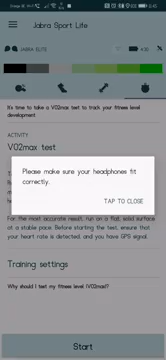 Jabra Sport Life
JABRA ELITE
It's time to take a VO2max test to track your fitness level
development
ACTIVITY
VO2max test
Please make sure your headphones fit
correctly.
TAP TO CLOSE
For the most accurate result, run on a flat, solid surface
at a stable pace. Before starting the test, ensure that
your heart rate is detected, and you have GPS signal.
Training settings
Why should I test my fitness level (VO2max)?
Start